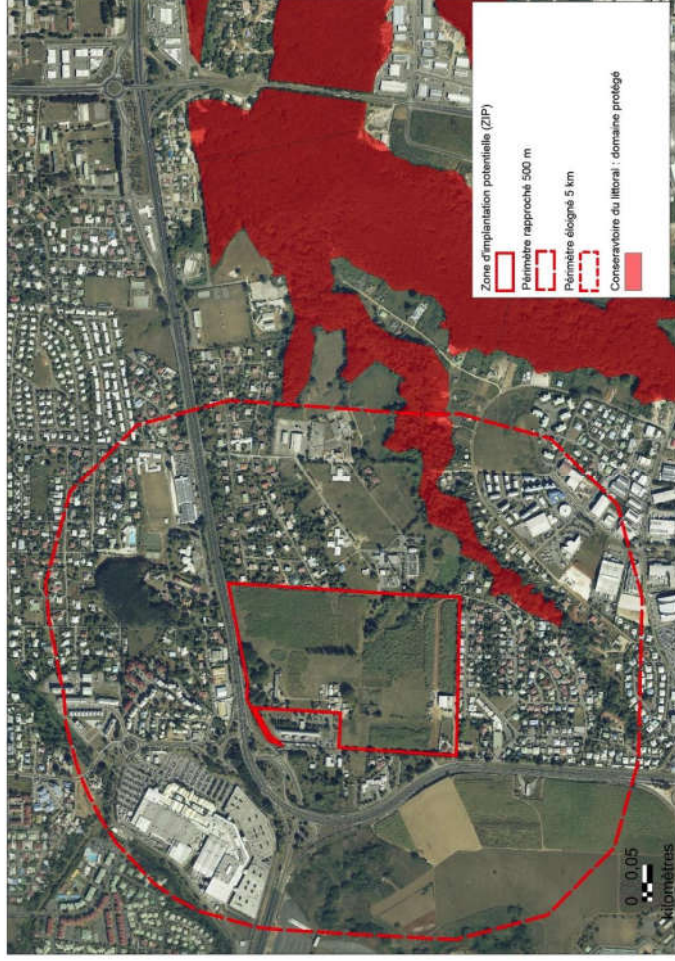 Zone d'implantation potentielle (ZIP)
Périmètre rapproché 500 m
Périmètre éloigné 5 km
Conseravtoire du littoral : domaine protégé
0 0,05
kilomètres